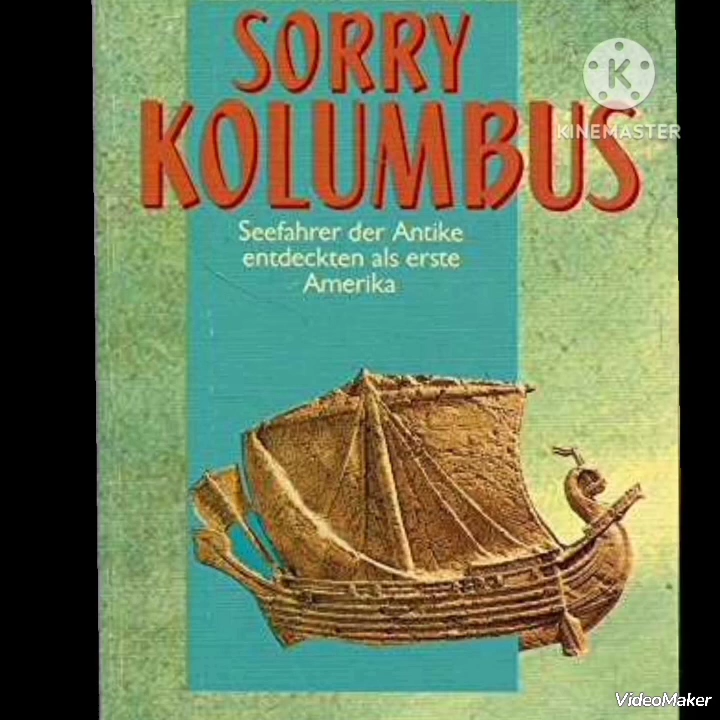 SORRY
KOLUMBUS
Seefahrer der Antike
entdeckten als erste
Amerika
K
KINEMASTER
VideoMaker